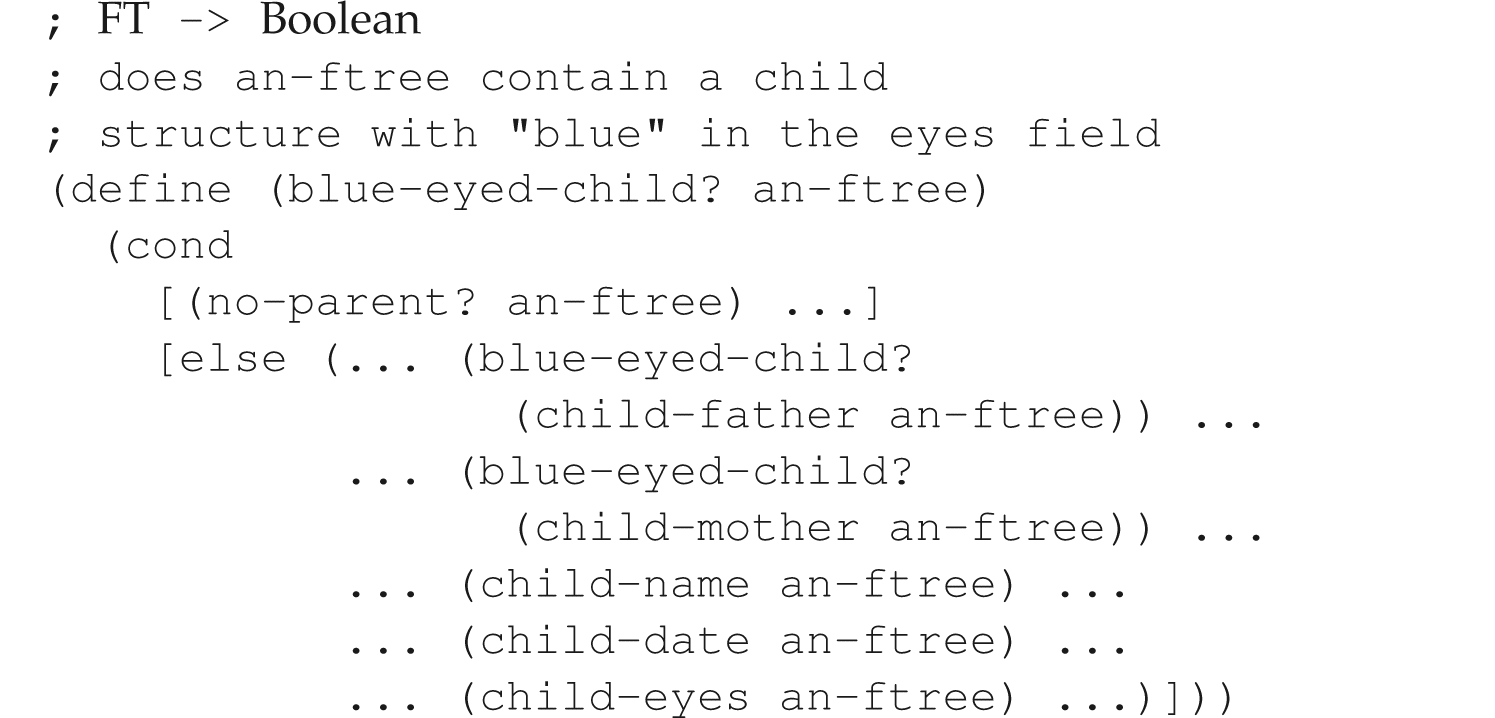 ; FT -> Boolean
; does an-ftree contain a child
; structure with "blue" in the eyes field
(define (blue-eyed-child? an-ftree)
  (cond
    [(no-parent? an-ftree) ...]
    [else (... (blue-eyed-child?
                 (child-father an-ftree)) ...
           ... (blue-eyed-child?
                 (child-mother an-ftree)) ...
           ... (child-name an-ftree) ...
           ... (child-date an-ftree) ...
           ... (child-eyes an-ftree) ...)]))